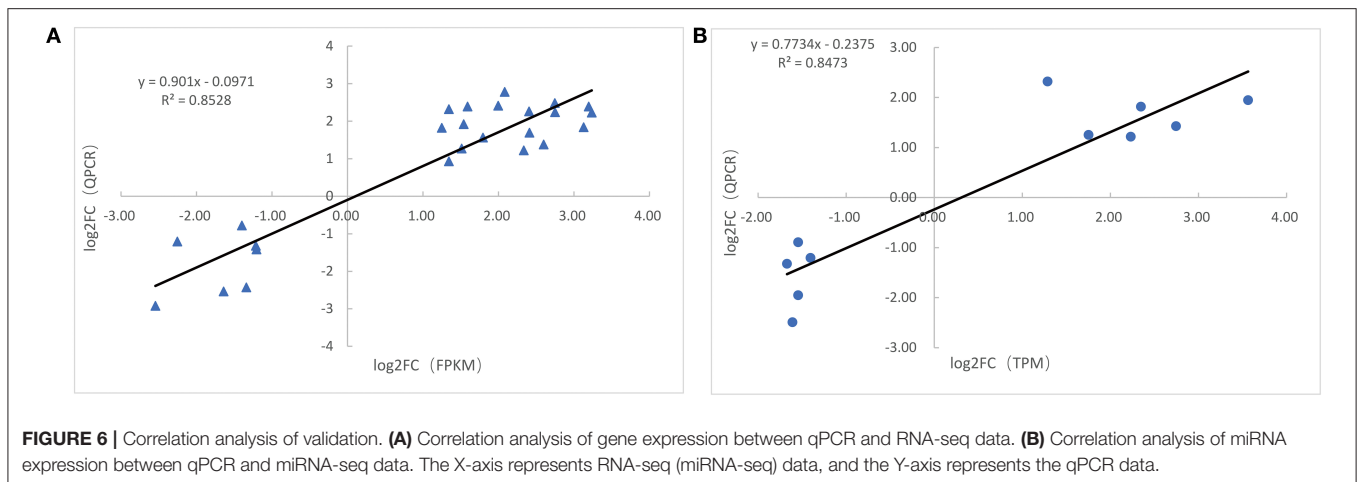 A
y = 0.901x - 0.0971
R² = 0.8528
log2FC（QPCR）
4
3
2
1
0
-1
-2
-3
-4
-3.00 -2.00 -1.00 0.00 1.00 2.00 3.00 4.00
log2FC（FPKM）
B
y = 0.7734x - 0.2375
R² = 0.8473
log2FC（QPCR）
3.00
2.00
1.00
0.00
-1.00
-2.00
-3.00
-2.00 -1.00 0.00 1.00 2.00 3.00 4.00
log2FC（TPM）
FIGURE 6 | Correlation analysis of validation. (A) Correlation analysis of gene expression between qPCR and RNA-seq data. (B) Correlation analysis of miRNA
expression between qPCR and miRNA-seq data. The X-axis represents RNA-seq (miRNA-seq) data, and the Y-axis represents the qPCR data.